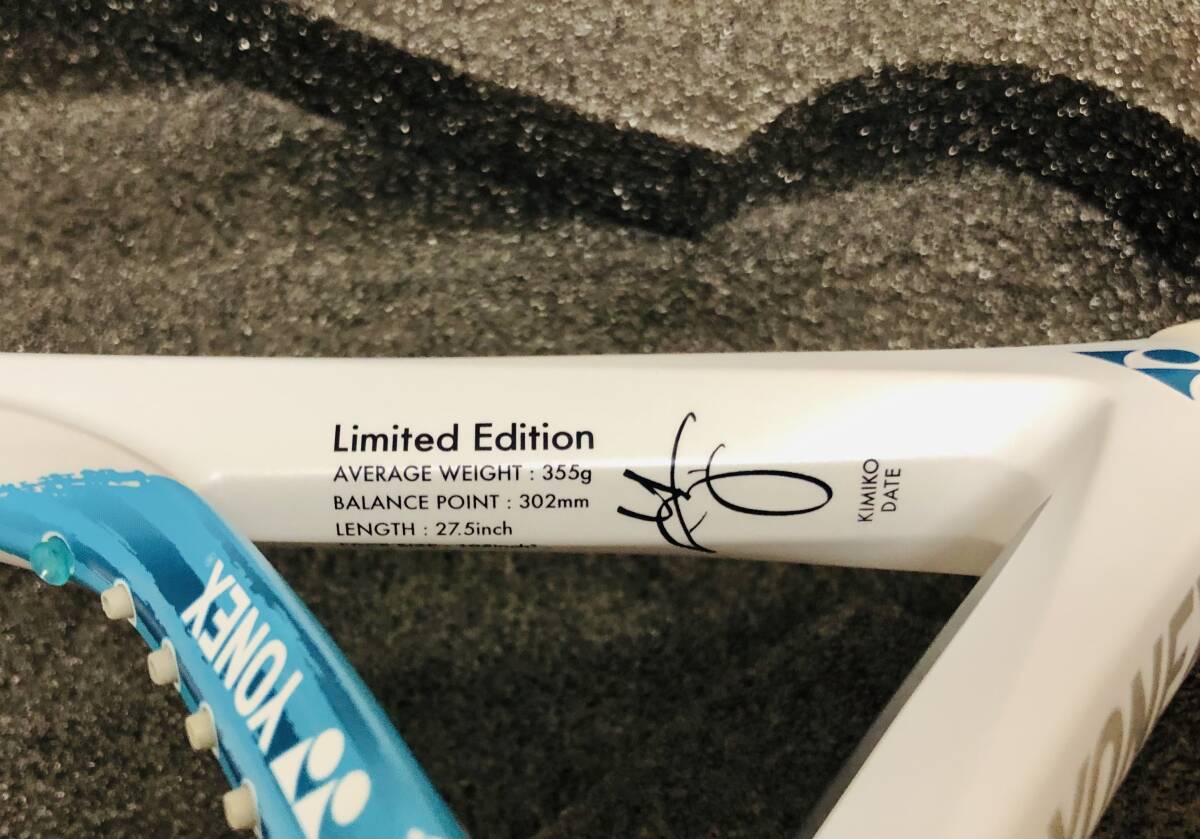 Limited Edition
AVERAGE WEIGHT : 355g
BALANCE POINT : 302mm
LENGTH : 27.5inch
KIMIKO
DATE
YONEX